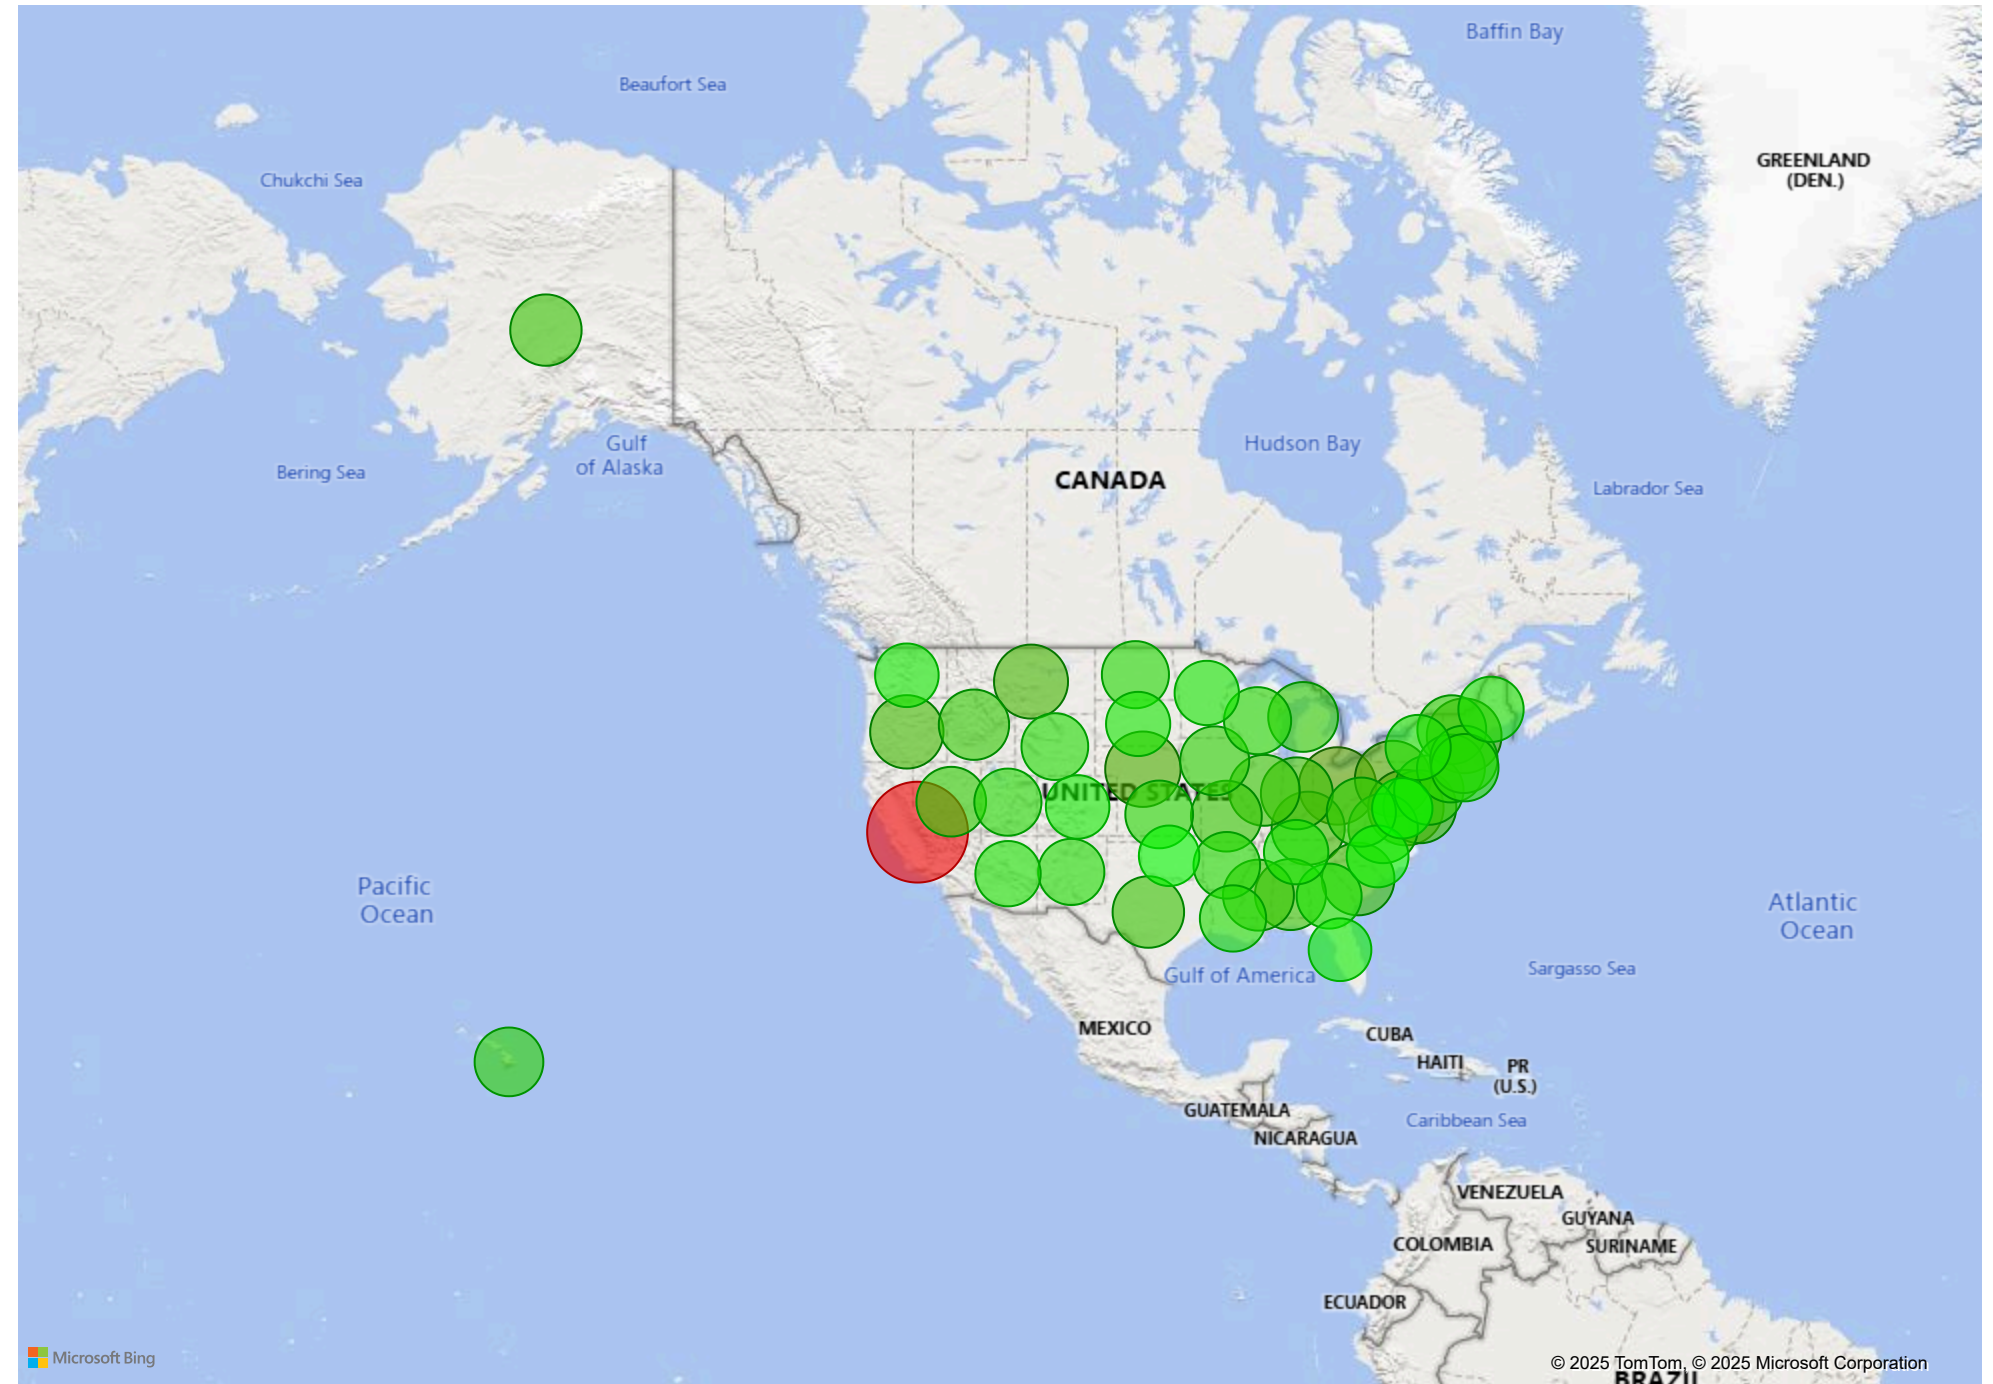 Baffin Bay
Beaufort Sea
GREENLAND
(DEN.)
Chukchi Sea
Gulf
of Alaska
Hudson Bay
Bering Sea
CANADA
Labrador Sea
UNITED STATES
Pacific
Ocean
Atlantic
Ocean
Gulf of America
Sargasso Sea
MEXICO
CUBA
HAITI
PR
(U.S.)
GUATEMALA
Caribbean Sea
NICARAGUA
VENEZUELA
GUYANA
COLOMBIA
SURINAME
ECUADOR
Microsoft Bing
© 2025 TomTom, © 2025 Microsoft Corporation
BRAZIL